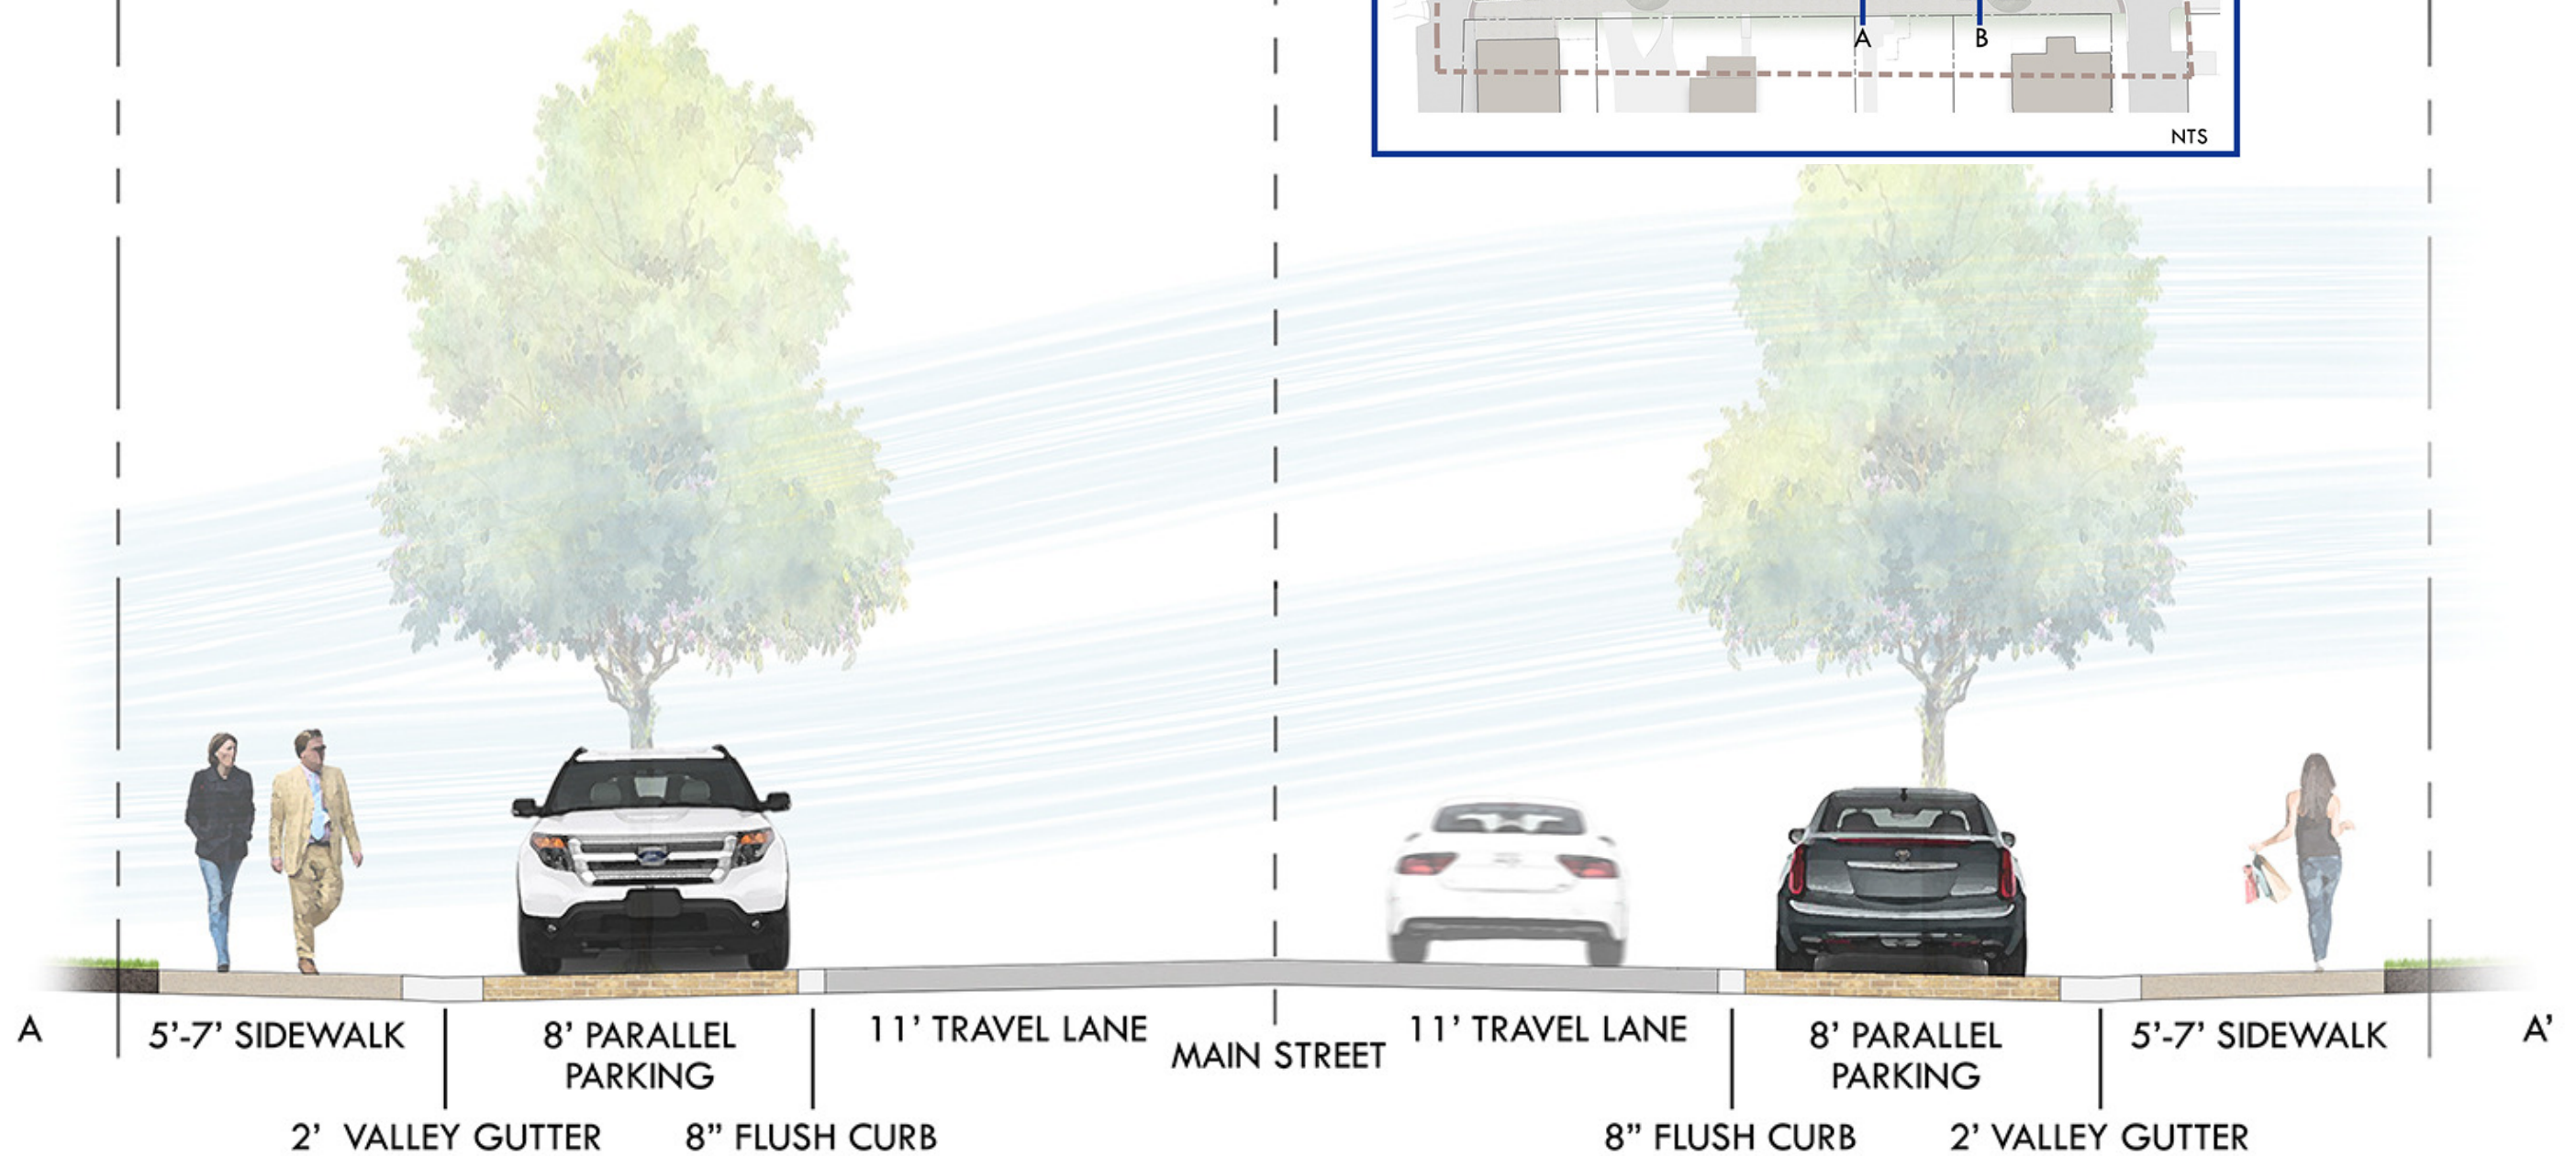 A B
NTS
A 5’-7’ SIDEWALK 8’ PARALLEL PARKING 11’ TRAVEL LANE MAIN STREET 11’ TRAVEL LANE 8’ PARALLEL PARKING 5’-7’ SIDEWALK A’
2’ VALLEY GUTTER 8” FLUSH CURB 8” FLUSH CURB 2’ VALLEY GUTTER